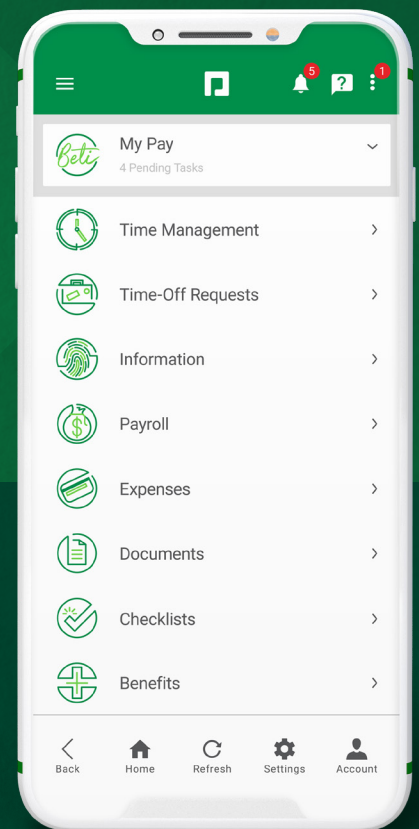 5
?
1
Beti
My Pay
4 Pending Tasks
Time Management
Time-Off Requests
Information
$
Payroll
Expenses
Documents
Checklists
Benefits
Back Home Refresh Settings Account